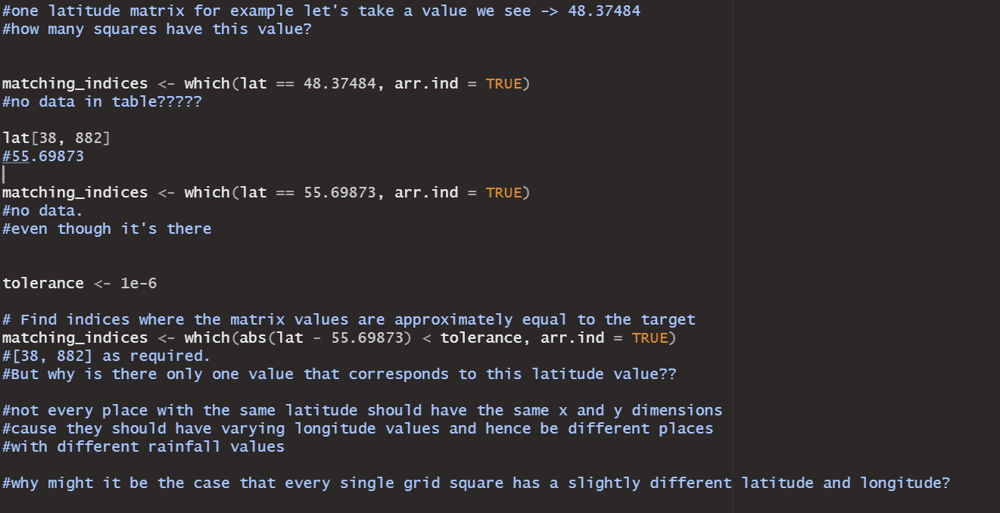 #one latitude matrix for example let's take a value we see -> 48.37484
#how many squares have this value?
matching_indices <- which(lat == 48.37484, arr.ind = TRUE)
#no data in table?????
lat[38, 882]
#55.69873
matching_indices <- which(lat == 55.69873, arr.ind = TRUE)
#no data.
#even though it's there
tolerance <- 1e-6
# Find indices where the matrix values are approximately equal to the target
matching_indices <- which(abs(lat - 55.69873) < tolerance, arr.ind = TRUE)
#[38, 882] as required.
#But why is there only one value that corresponds to this latitude value??
#not every place with the same latitude should have the same x and y dimensions
#cause they should have varying longitude values and hence be different places
#with different rainfall values
#why might it be the case that every single grid square has a slightly different latitude and longitude?